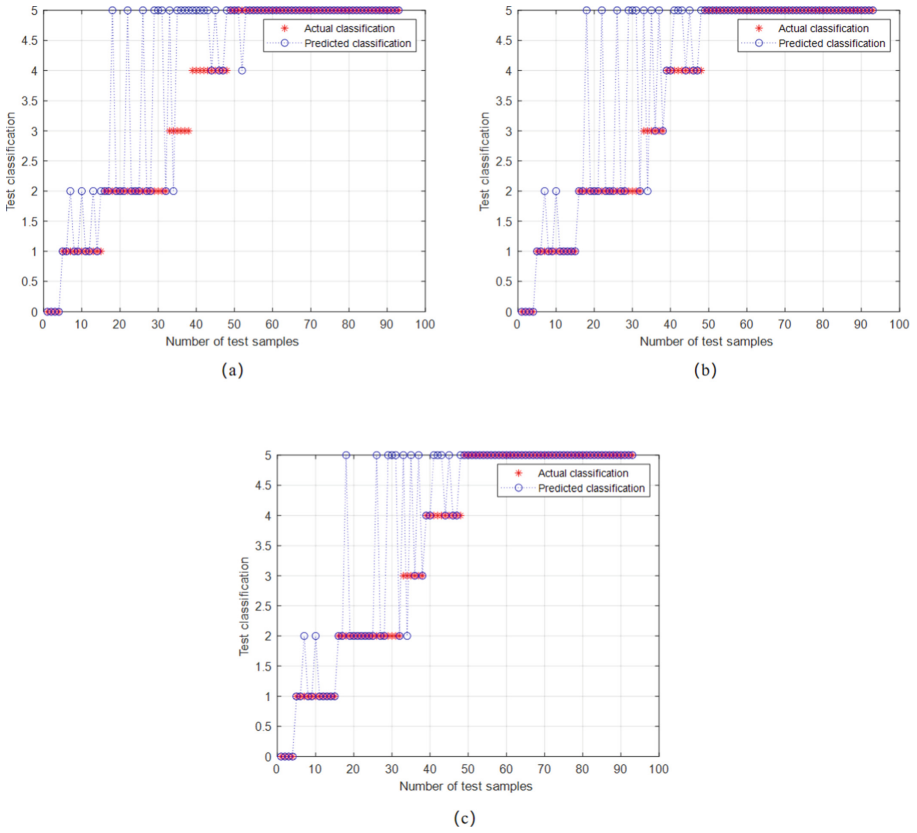 5
4.5
4
3.5
3
2.5
2
1.5
1
0.5
0
Test classification
Actual classification
Predicted classification
0 10 20 30 40 50 60 70 80 90 100
Number of test samples
(a)
5
4.5
4
3.5
3
2.5
2
1.5
1
0.5
0
Test classification
Actual classification
Predicted classification
0 10 20 30 40 50 60 70 80 90 100
Number of test samples
(b)
5
4.5
4
3.5
3
2.5
2
1.5
1
0.5
0
Test classification
Actual classification
Predicted classification
0 10 20 30 40 50 60 70 80 90 100
Number of test samples
(c)